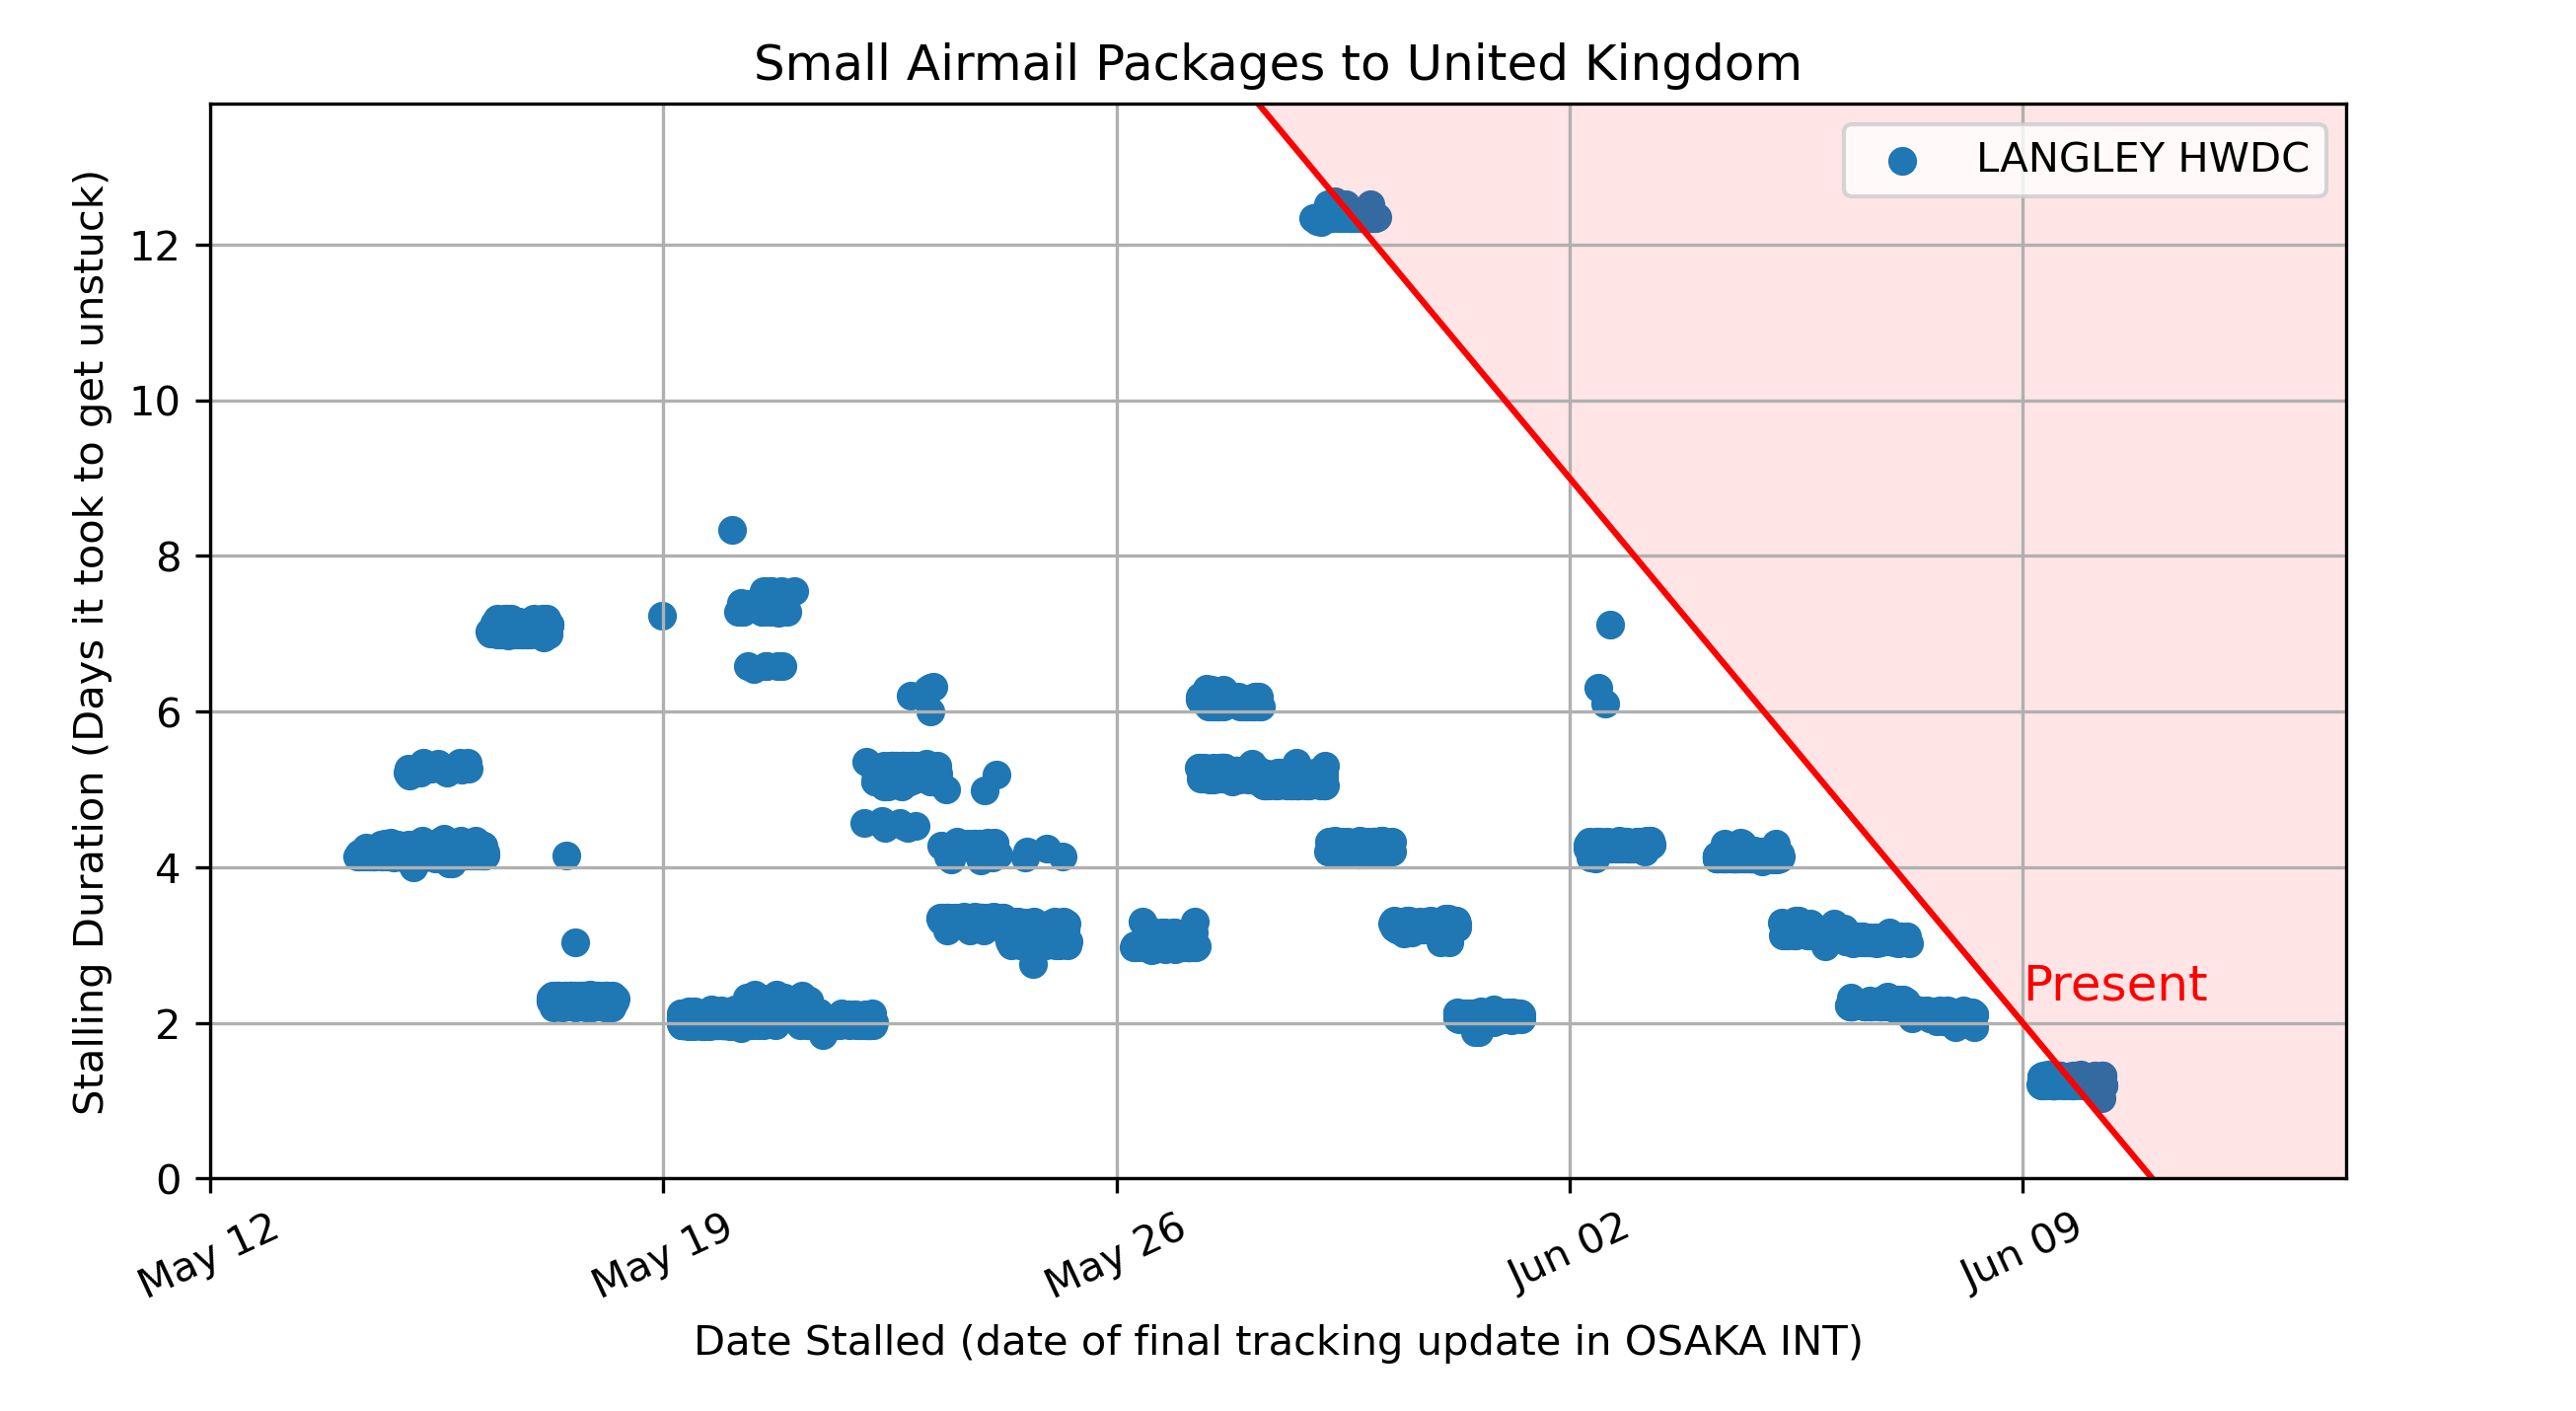 Small Airmail Packages to United Kingdom
LANGLEY HWDC
Stalling Duration (Days it took to get unstuck)
12
10
8
6
4
2
0
Present
May 12
May 19
May 26
Jun 02
Jun 09
Date Stalled (date of final tracking update in OSAKA INT)